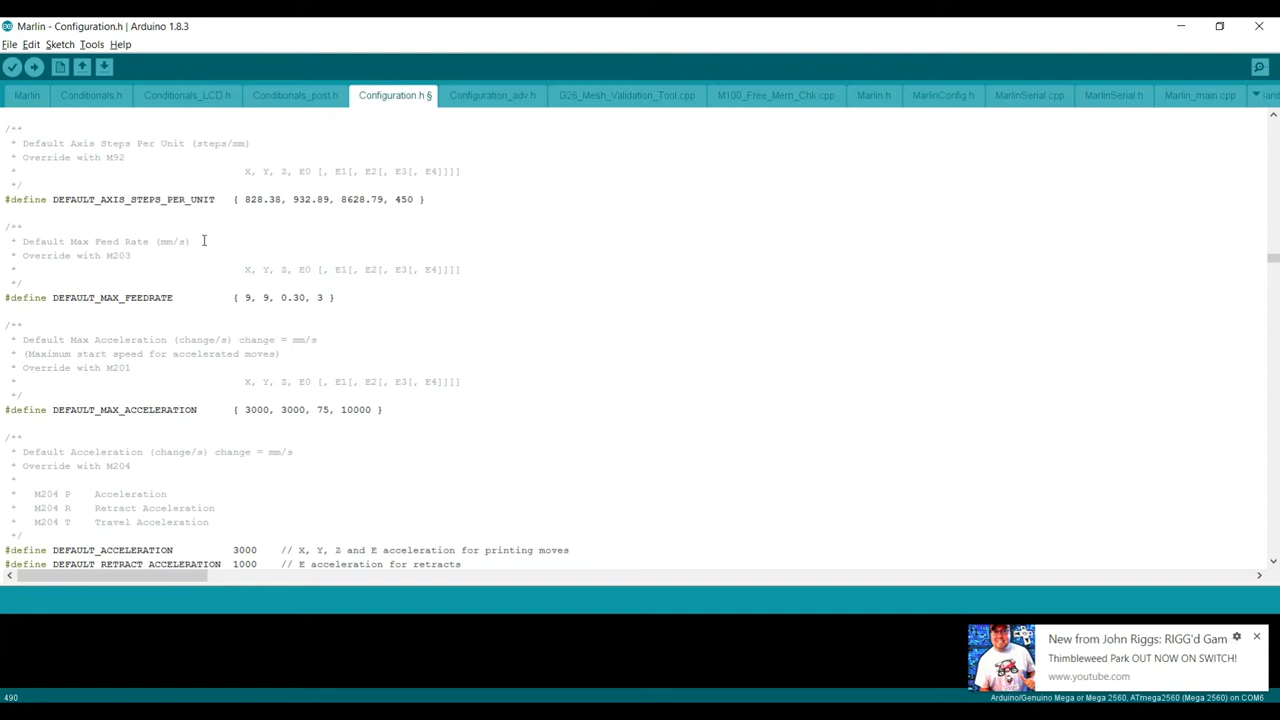 Marlin - Configuration.h | Arduino 1.8.3
File Edit Sketch Tools Help
Marlin Conditionals.h Conditionals_LCD.h Conditionals_post.h Configuration.h § Configuration_adv.h G26_Mesh_Validation_Tool.cpp M100_Free_Mem_Chk.cpp Marlin.h MarlinConfig.h MarlinSerial.cpp MarlinSerial.h Marlin_main.cpp
/**
* Default Axis Steps Per Unit (steps/mm)
* Override with M92
* X, Y, Z, E0 [, E1[, E2[, E3[, E4]]]]
*/
#define DEFAULT_AXIS_STEPS_PER_UNIT { 828.38, 932.89, 8628.79, 450 }
/**
* Default Max Feed Rate (mm/s)
* Override with M203
* X, Y, Z, E0 [, E1[, E2[, E3[, E4]]]]
*/
#define DEFAULT_MAX_FEEDRATE { 9, 9, 0.30, 3 }
/**
* Default Max Acceleration (change/s) change = mm/s
* (Maximum start speed for accelerated moves)
* Override with M201
* X, Y, Z, E0 [, E1[, E2[, E3[, E4]]]]
*/
#define DEFAULT_MAX_ACCELERATION { 3000, 3000, 75, 10000 }
/**
* Default Acceleration (change/s) change = mm/s
* Override with M204
*
* M204 P Acceleration
* M204 R Retract Acceleration
* M204 T Travel Acceleration
*/
#define DEFAULT_ACCELERATION 3000 // X, Y, Z and E acceleration for printing moves
#define DEFAULT_RETRACT_ACCELERATION 1000 // E acceleration for retracts
New from John Riggs: RIGG'd Gam
Thimbleweed Park OUT NOW ON SWITCH!
www.youtube.com
490 Arduino/Genuino Mega or Mega 2560, ATmega2560 (Mega 2560) on COM6